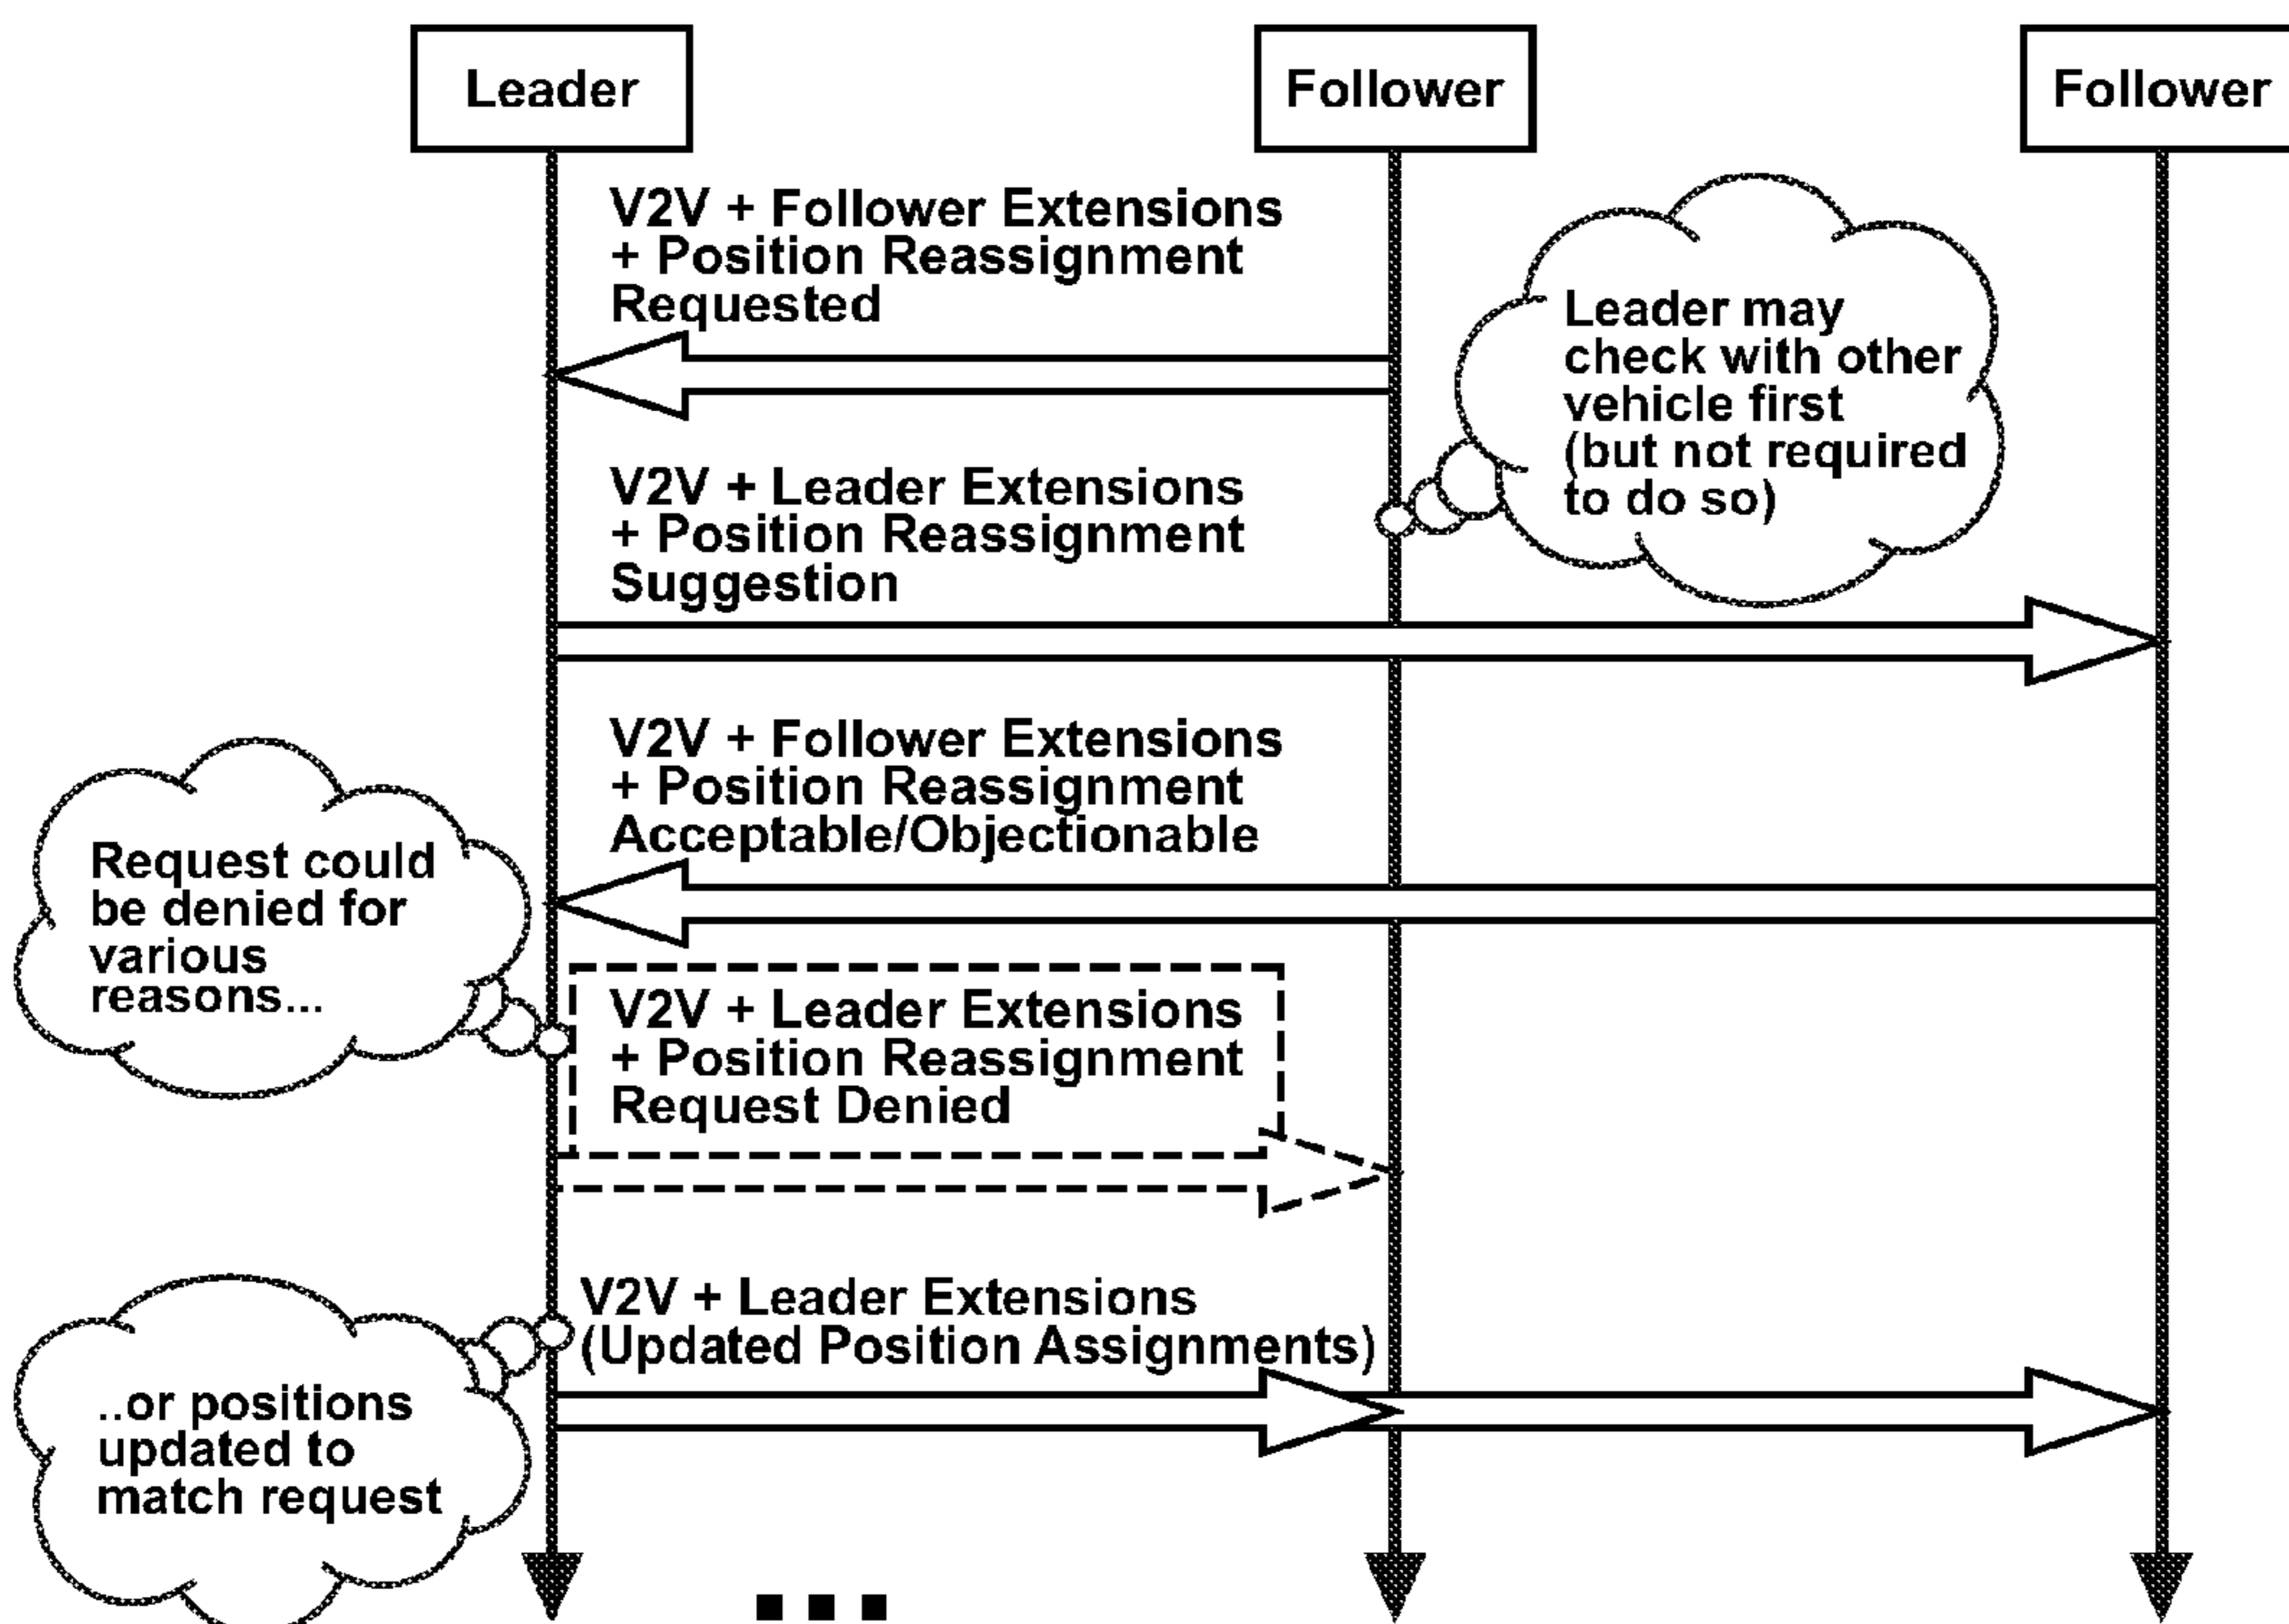 Leader
Follower
Follower
V2V + Follower Extensions
+ Position Reassignment
Requested
Leader may
check with other
vehicle first
(but not required
to do so)
V2V + Leader Extensions
+ Position Reassignment
Suggestion
V2V + Follower Extensions
+ Position Reassignment
Acceptable/Objectionable
Request could
be denied for
various
reasons...
V2V + Leader Extensions
+ Position Reassignment
Request Denied
V2V + Leader Extensions
(Updated Position Assignments)
..or positions
updated to
match request
...